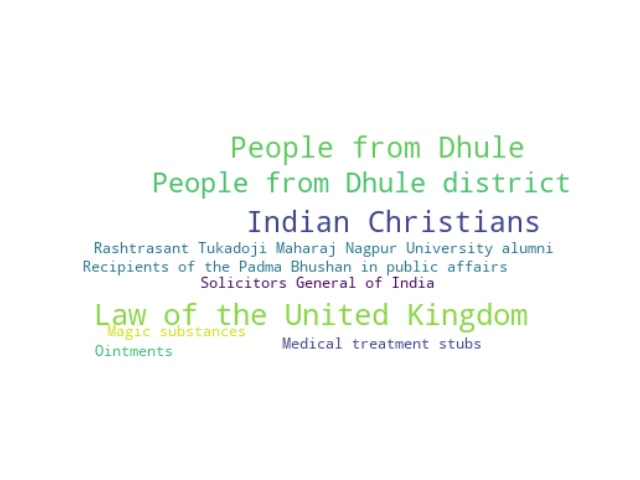 People from Dhule
People from Dhule district
Indian Christians
Rashtrasant Tukadoji Maharaj Nagpur University alumni
Recipients of the Padma Bhushan in public affairs
Solicitors General of India
Law of the United Kingdom
Magic substances
Medical treatment stubs
Ointments